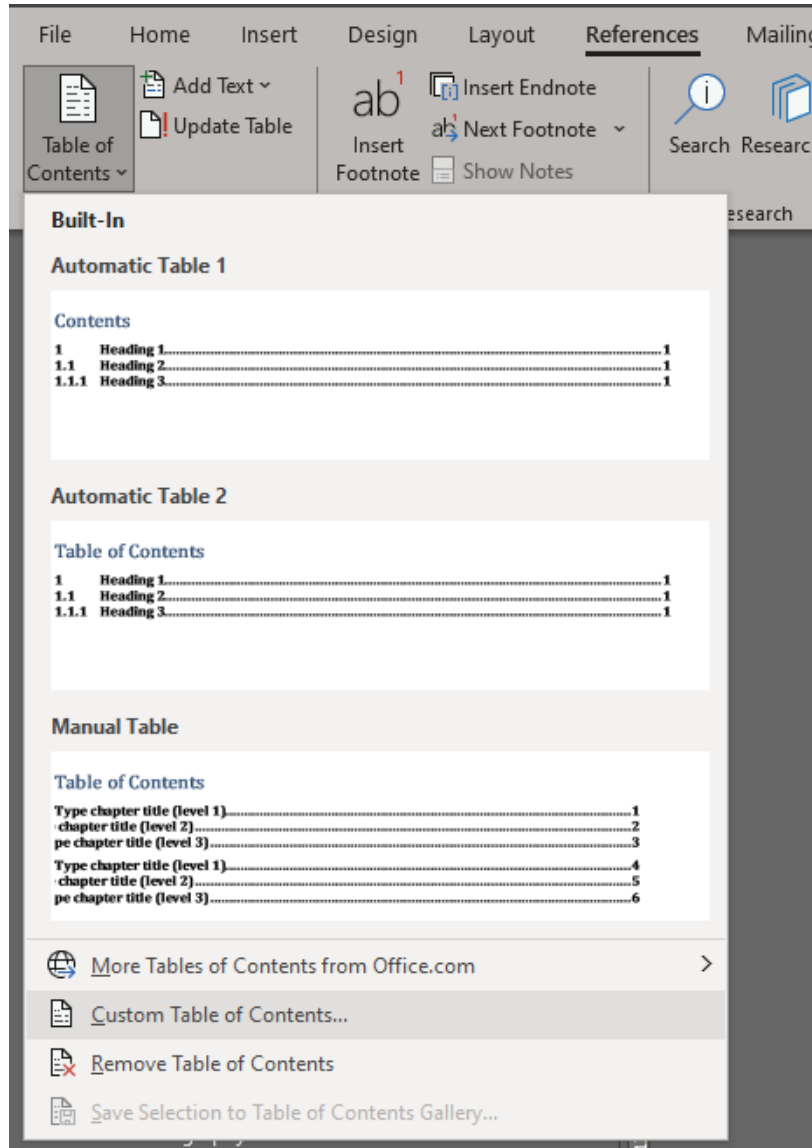 File Home Insert Design Layout References Mailing
Table of Contents
Add Text
Update Table
ab1
Insert Footnote
Insert Endnote
Next Footnote
Show Notes
Search Researc
esearch
Built-In
Automatic Table 1
Contents
1 Heading 1 1
1.1 Heading 2 1
1.1.1 Heading 3 1
Automatic Table 2
Table of Contents
1 Heading 1 1
1.1 Heading 2 1
1.1.1 Heading 3 1
Manual Table
Table of Contents
Type chapter title (level 1) 1
chapter title (level 2) 2
pe chapter title (level 3) 3
Type chapter title (level 1) 4
chapter title (level 2) 5
pe chapter title (level 3) 6
More Tables of Contents from Office.com
Custom Table of Contents...
Remove Table of Contents
Save Selection to Table of Contents Gallery...